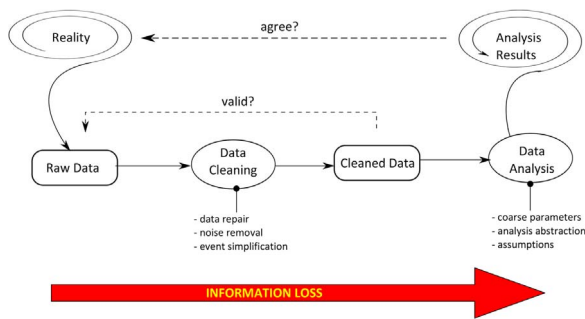 agree?
Reality
Analysis
Results
valid?
Raw Data
Data
Cleaning
Cleaned Data
Data
Analysis
- data repair
- noise removal
- event simplification
- coarse parameters
- analysis abstraction
- assumptions
INFORMATION LOSS